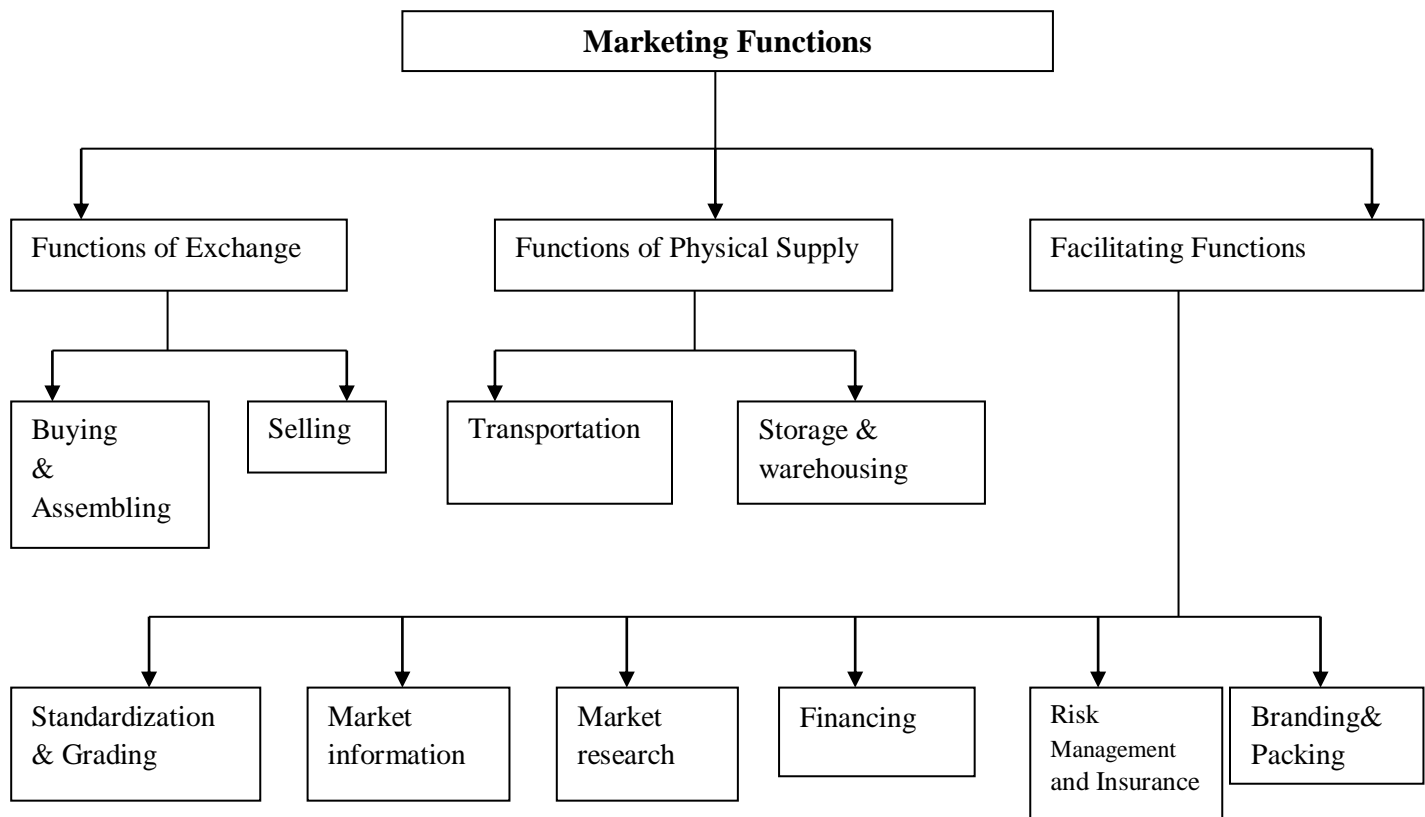 Marketing Functions
Functions of Exchange
Functions of Physical Supply
Facilitating Functions
Buying
&
Assembling
Selling
Transportation
Storage &
warehousing
Standardization
& Grading
Market
information
Market
research
Financing
Risk
Management
and Insurance
Branding&
Packing